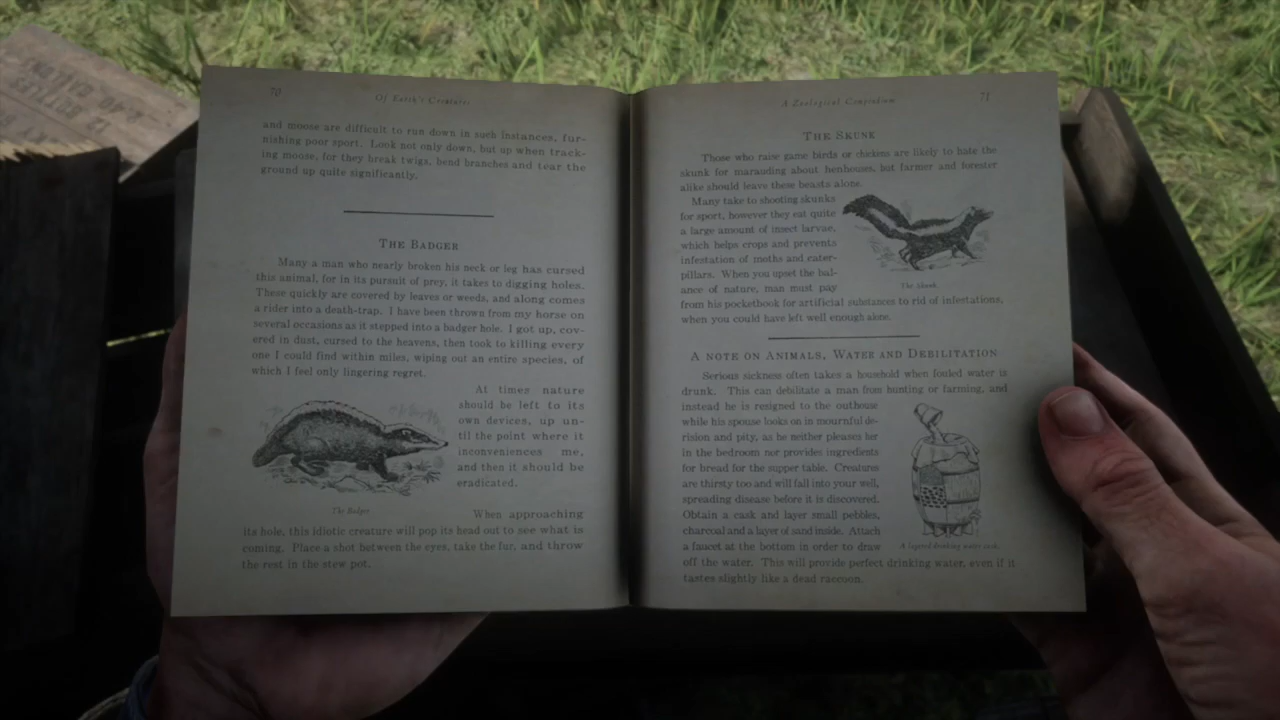 70
Of Earth's Creatures
and moose are difficult to run down in such instances, fur-
nishing poor sport. Look not only down, but up when track-
ing moose, for they break twigs, bend branches and tear the
ground up quite significantly.
THE BADGER
Many a man who nearly broken his neck or leg has cursed
this animal, for in its pursuit of prey, it takes to digging holes.
These quickly are covered by leaves or weeds, and along comes
a rider into a death-trap. I have been thrown from my horse on
several occasions as it stepped into a badger hole. I got up, cov-
ered in dust, cursed to the heavens, then took to killing every
one I could find within miles, wiping out an entire species, of
which I feel only lingering regret.
At times nature
should be left to its
own devices, up un-
til the point where it
inconveniences me,
and then it should be
eradicated.
The Badger
When approaching
its hole, this idiotic creature will pop its head out to see what is
coming. Place a shot between the eyes, take the fur, and throw
the rest in the stew pot.
A Zoological Compendium
71
THE SKUNK
Those who raise game birds or chickens are likely to hate the
skunk for marauding about henhouses, but farmer and forester
alike should leave these beasts alone.
Many take to shooting skunks
for sport, however they eat quite
a large amount of insect larvae,
which helps crops and prevents
infestation of moths and cater-
pillars. When you upset the bal-
ance of nature, man must pay
The Skunk.
from his pocketbook for artificial substances to rid of infestations,
when you could have left well enough alone.
A NOTE ON ANIMALS, WATER AND DEBILITATION
Serious sickness often takes a household when fouled water is
drunk. This can debilitate a man from hunting or farming, and
instead he is resigned to the outhouse
while his spouse looks on in mournful de-
rision and pity, as he neither pleases her
in the bedroom nor provides ingredients
for bread for the supper table. Creatures
are thirsty too and will fall into your well,
spreading disease before it is discovered.
Obtain a cask and layer small pebbles,
charcoal and a layer of sand inside. Attach
a faucet at the bottom in order to draw
A layered drinking water cask.
off the water. This will provide perfect drinking water, even if it
tastes slightly like a dead raccoon.